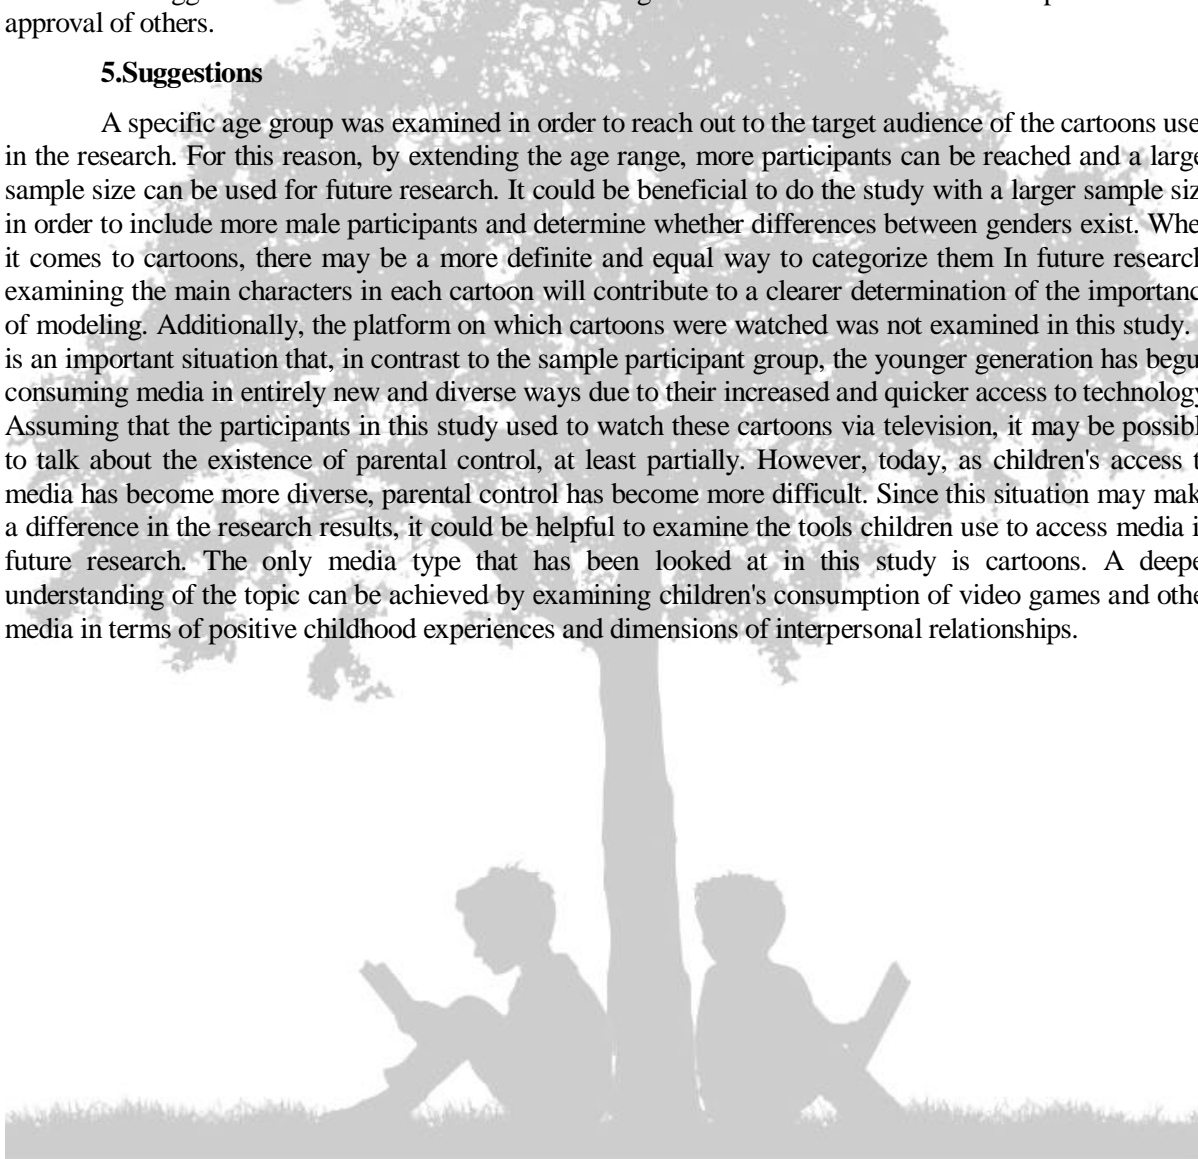 approval of others.
5.Suggestions
A specific age group was examined in order to reach out to the target audience of the cartoons use
in the research. For this reason, by extending the age range, more participants can be reached and a large
sample size can be used for future research. It could be beneficial to do the study with a larger sample siz
in order to include more male participants and determine whether differences between genders exist. Whe
it comes to cartoons, there may be a more definite and equal way to categorize them In future research
examining the main characters in each cartoon will contribute to a clearer determination of the importanc
of modeling. Additionally, the platform on which cartoons were watched was not examined in this study.
is an important situation that, in contrast to the sample participant group, the younger generation has begu
consuming media in entirely new and diverse ways due to their increased and quicker access to technology
Assuming that the participants in this study used to watch these cartoons via television, it may be possibl
to talk about the existence of parental control, at least partially. However, today, as children's access t
media has become more diverse, parental control has become more difficult. Since this situation may mak
a difference in the research results, it could be helpful to examine the tools children use to access media i
future research. The only media type that has been looked at in this study is cartoons. A deepe
understanding of the topic can be achieved by examining children's consumption of video games and othe
media in terms of positive childhood experiences and dimensions of interpersonal relationships.